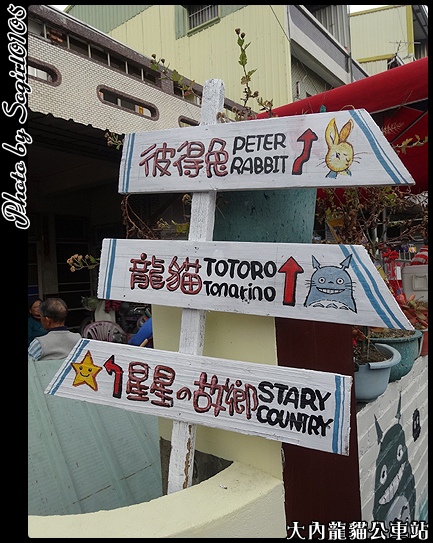 Photo by Sogirl0168
彼得兔 PETER RABBIT
龍貓 TOTORO Tonarino
星星の故鄉 STARY COUNTRY
大內龍貓公車站